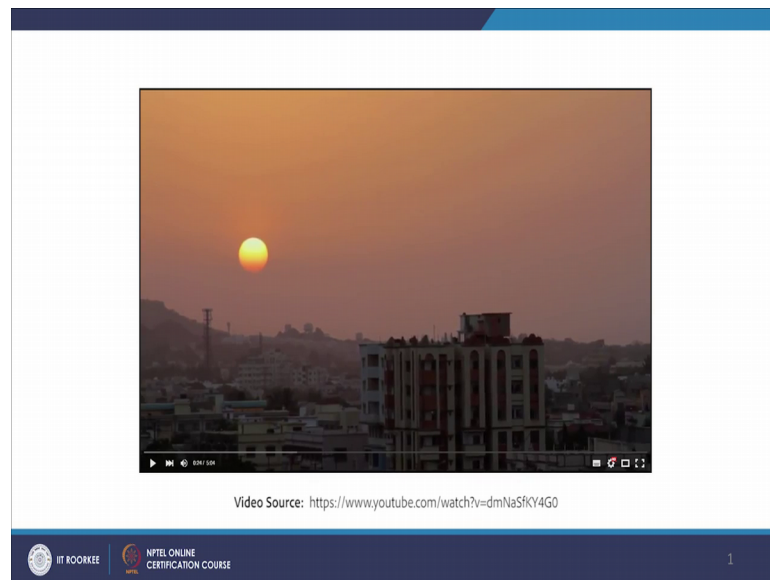 0:24 / 5:04
Video Source: https://www.youtube.com/watch?v=dmNaSfKY4G0
IIT ROORKEE
NPTEL ONLINE
CERTIFICATION COURSE
NPTEL
1